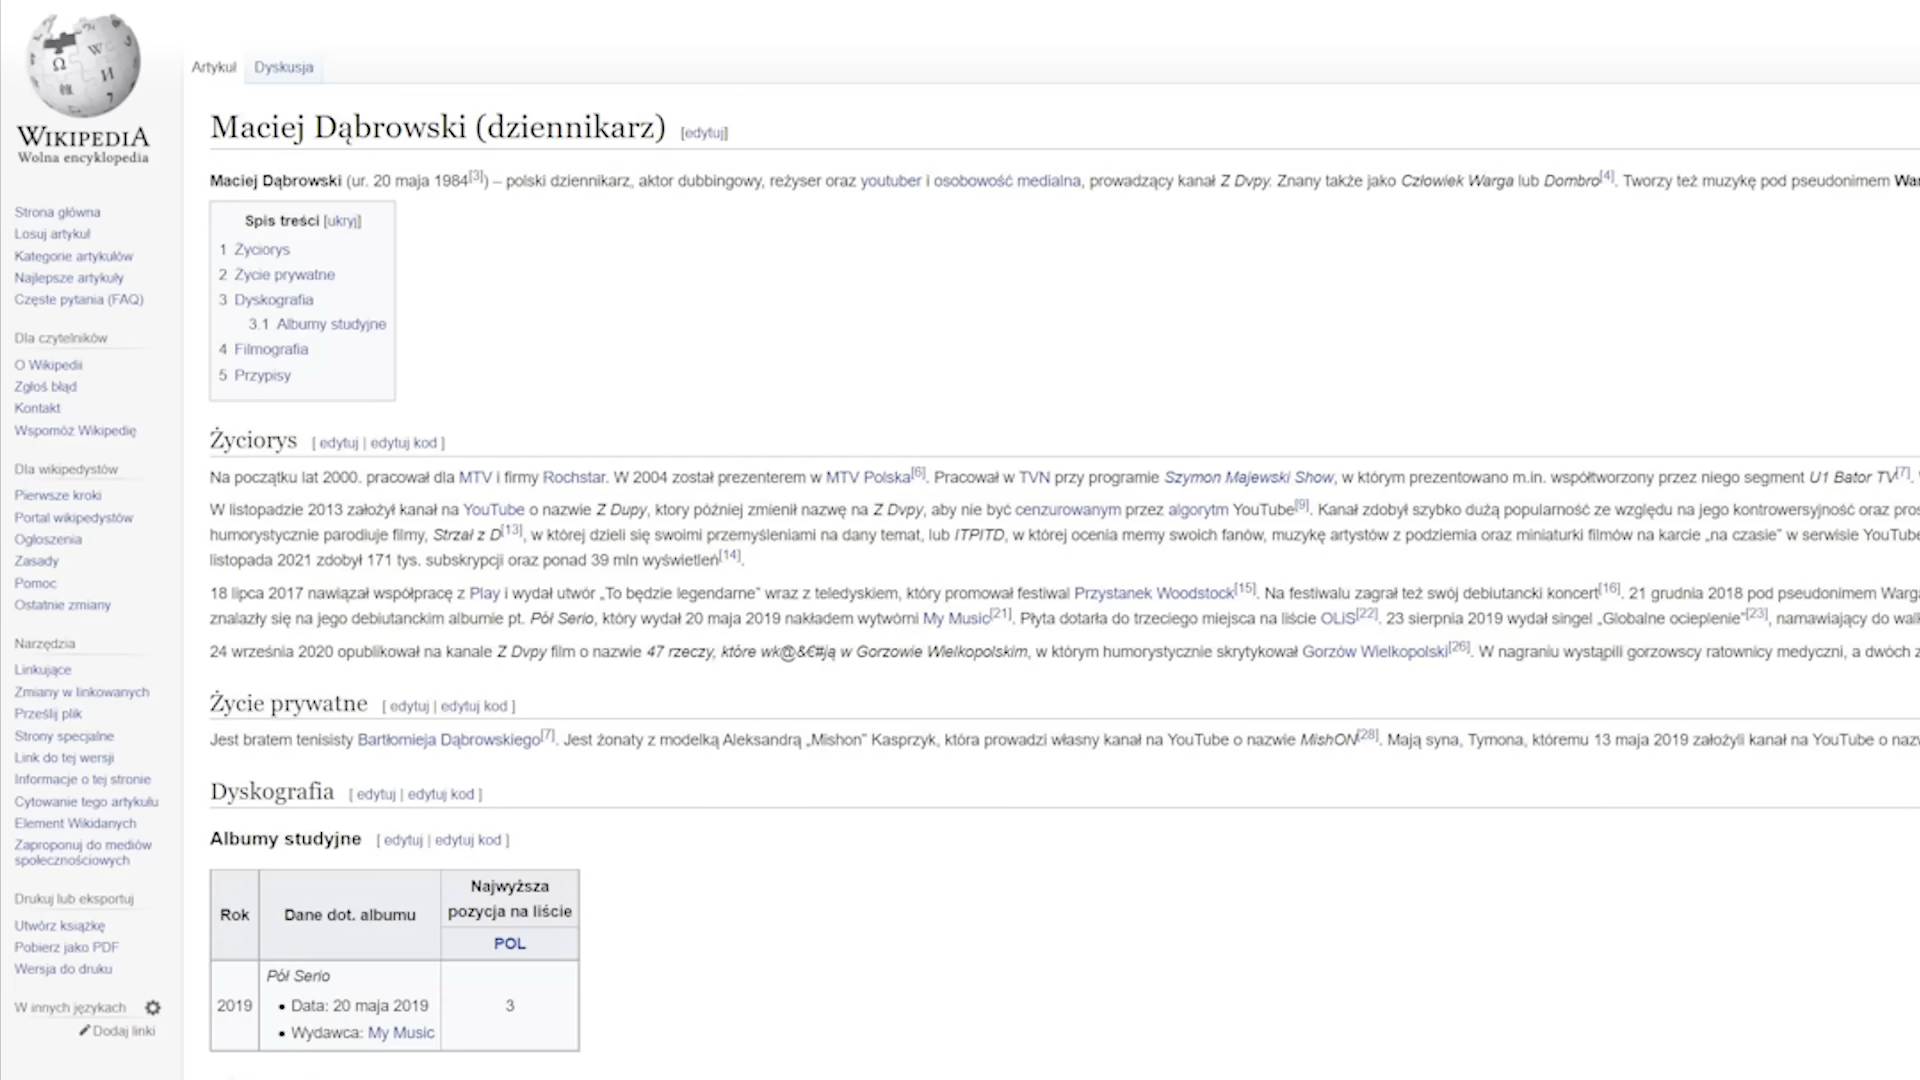 WIKIPEDIA
Wolna encyklopedia
Strona główna
Losuj artykuł
Kategorie artykułów
Najlepsze artykuły
Częste pytania (FAQ)
Dla czytelników
O Wikipedii
Zgłoś błąd
Kontakt
Wspomóż Wikipedię
Dla wikipedystów
Pierwsze kroki
Portal wikipedystów
Ogłoszenia
Zasady
Pomoc
Ostatnie zmiany
Narzędzia
Linkujące
Zmiany w linkowanych
Prześlij plik
Strony specjalne
Link do tej wersji
Informacje o tej stronie
Cytowanie tego artykułu
Element Wikidanych
Zaproponuj do mediów
społecznościowych
Drukuj lub eksportuj
Utwórz książkę
Pobierz jako PDF
Wersja do druku
W innych językach
Dodaj linki
Artykuł Dyskusja
Maciej Dąbrowski (dziennikarz) [edytuj]
Maciej Dąbrowski (ur. 20 maja 1984[3]) – polski dziennikarz, aktor dubbingowy, reżyser oraz youtuber i osobowość medialna, prowadzący kanał Z Dvpy. Znany także jako Człowiek Warga lub Dombro[4]. Tworzy też muzykę pod pseudonimem
Spis treści [ukryj]
1 Życiorys
2 Życie prywatne
3 Dyskografia
3.1 Albumy studyjne
4 Filmografia
5 Przypisy
Życiorys [ edytuj | edytuj kod ]
Na początku lat 2000. pracował dla MTV i firmy Rochstar. W 2004 został prezenterem w MTV Polska[6]. Pracował w TVN przy programie Szymon Majewski Show, w którym prezentowano m.in. współtworzony przez niego segment U1 Bator TV[7].
W listopadzie 2013 założył kanał na YouTube o nazwie Z Dupy, ktory później zmienił nazwę na Z Dvpy, aby nie być cenzurowanym przez algorytm YouTube[9]. Kanał zdobył szybko dużą popularność ze względu na jego kontrowersyjność oraz
humorystycznie parodiuje filmy, Strzał z D[13], w której dzieli się swoimi przemyśleniami na dany temat, lub ITPITD, w której ocenia memy swoich fanów, muzykę artystów z podziemia oraz miniaturki filmów na karcie „na czasie” w serwisie
listopada 2021 zdobył 171 tys. subskrypcji oraz ponad 39 mln wyświetleń[14].
18 lipca 2017 nawiązał współpracę z Play i wydał utwór „To będzie legendarne” wraz z teledyskiem, który promował festiwal Przystanek Woodstock[15]. Na festiwalu zagrał też swój debiutancki koncert[16]. 21 grudnia 2018 pod pseudonimem
znalazły się na jego debiutanckim albumie pt. Pół Serio, który wydał 20 maja 2019 nakładem wytwórni My Music[21]. Płyta dotarła do trzeciego miejsca na liście OLiS[22]. 23 sierpnia 2019 wydał singel „Globalne ocieplenie”[23], namawiający do
24 września 2020 opublikował na kanale Z Dvpy film o nazwie 47 rzeczy, które wk@&€#ją w Gorzowie Wielkopolskim, w którym humorystycznie skrytykował Gorzów Wielkopolski[26]. W nagraniu wystąpili gorzowscy ratownicy medyczni, a dwóch z
Życie prywatne [ edytuj | edytuj kod ]
Jest bratem tenisisty Bartłomieja Dąbrowskiego[7]. Jest żonaty z modelką Aleksandrą „Mishon” Kasprzyk, która prowadzi własny kanał na YouTube o nazwie MishON[28]. Mają syna, Tymona, któremu 13 maja 2019 założyli kanał na YouTube o
Dyskografia [ edytuj | edytuj kod ]
Albumy studyjne [ edytuj | edytuj kod ]
Rok Dane dot. albumu Najwyższa
pozycja na liście
POL
2019 Pół Serio
• Data: 20 maja 2019 3
• Wydawca: My Music